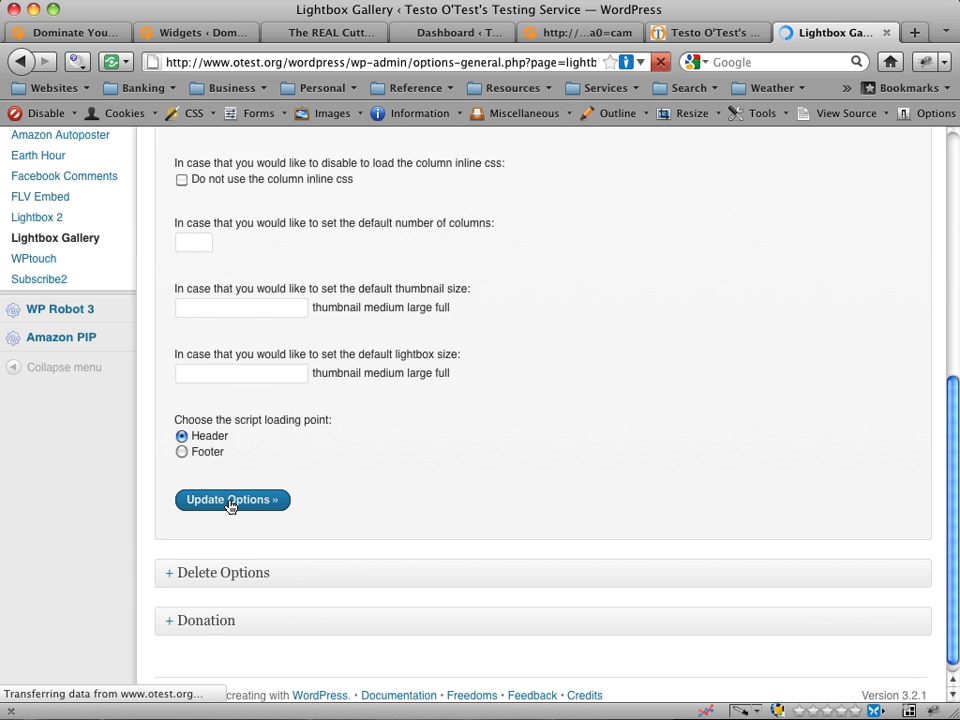 Lightbox Gallery ‹ Testo O'Test's Testing Service — WordPress
Dominate You...
Widgets ‹ Dom...
The REAL Cutt...
Dashboard ‹ T...
http://...a0=cam
Testo O'Test's ...
Lightbox Ga...
http://www.otest.org/wordpress/wp-admin/options-general.php?page=lightb
Google
Websites
Banking
Business
Personal
Reference
Resources
Services
Search
Weather
»
Bookmarks
Disable
Cookies
CSS
Forms
Images
Information
Miscellaneous
Outline
Resize
Tools
View Source
Options
Amazon Autoposter
Earth Hour
Facebook Comments
FLV Embed
Lightbox 2
Lightbox Gallery
WPtouch
Subscribe2
WP Robot 3
Amazon PIP
Collapse menu
In case that you would like to disable to load the column inline css:
Do not use the column inline css
In case that you would like to set the default number of columns:
In case that you would like to set the default thumbnail size:
thumbnail medium large full
In case that you would like to set the default lightbox size:
thumbnail medium large full
Choose the script loading point:
Header
Footer
Update Options »
+ Delete Options
+ Donation
Transferring data from www.otest.org...
creating with WordPress. • Documentation • Freedoms • Feedback • Credits
Version 3.2.1